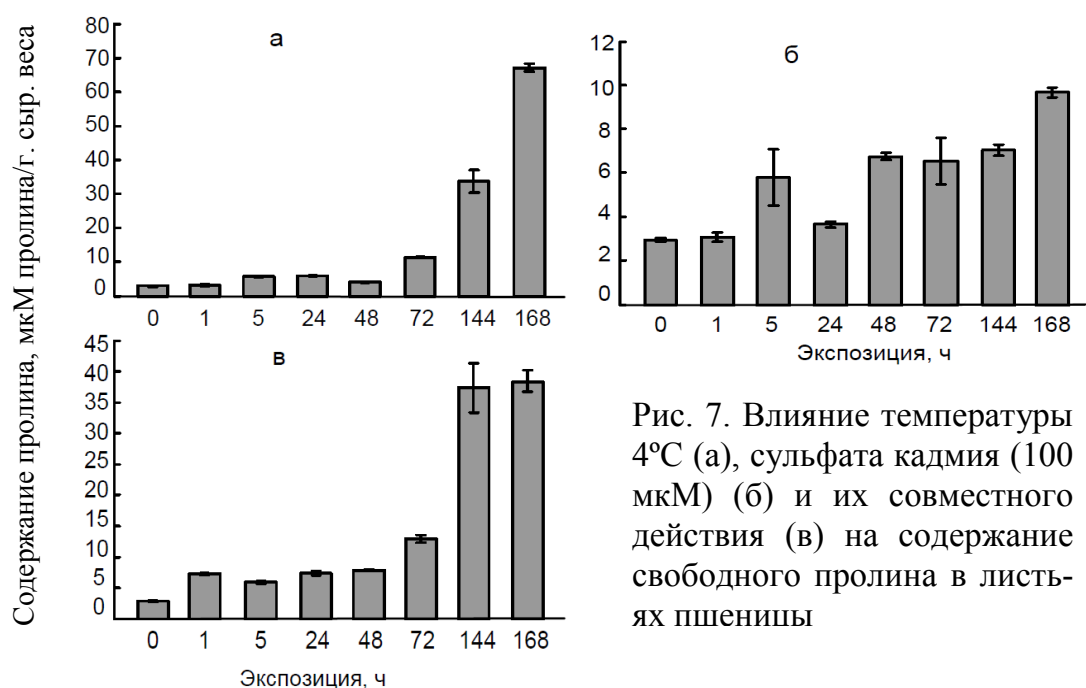 Содержание пролина, мкМ пролина/г. сыр. веса
а
80
70
60
50
40
30
20
10
0
0 1 5 24 48 72 144 168
б
12
10
8
6
4
2
0
0 1 5 24 48 72 144 168
Экспозиция, ч
в
45
40
35
30
25
20
15
10
5
0
0 1 5 24 48 72 144 168
Экспозиция, ч
Рис. 7. Влияние температуры
4ºС (а), сульфата кадмия (100
мкМ) (б) и их совместного
действия (в) на содержание
свободного пролина в листь-
ях пшеницы